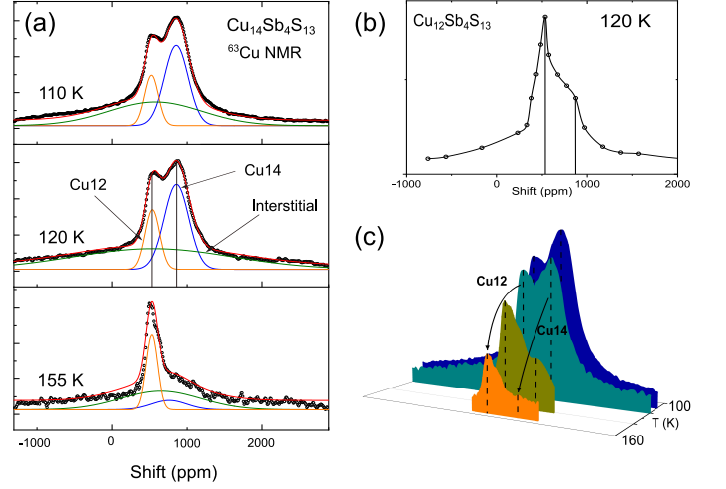 (a)
Cu₁₄Sb₄S₁₃
⁶³Cu NMR
110 K
Cu12
Cu14
Interstitial
120 K
155 K
-1000 0 1000 2000
Shift (ppm)
(b)
Cu₁₂Sb₄S₁₃ 120 K
-1000 0 1000 2000
Shift (ppm)
(c)
Cu12
Cu14
100
T (K)
160